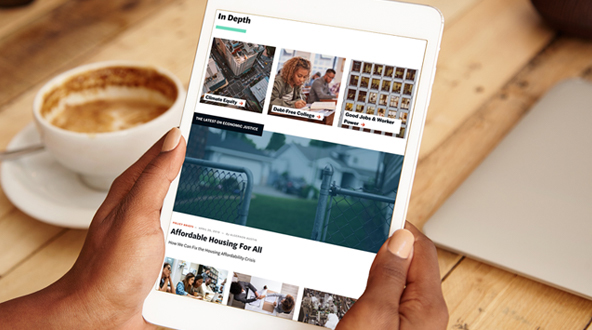 In Depth
Climate Equity →
Debt-Free College →
Good Jobs & Worker
Power →
THE LATEST ON ECONOMIC JUSTICE
Affordable Housing For All
How We Can Fix the Housing Affordability Crisis